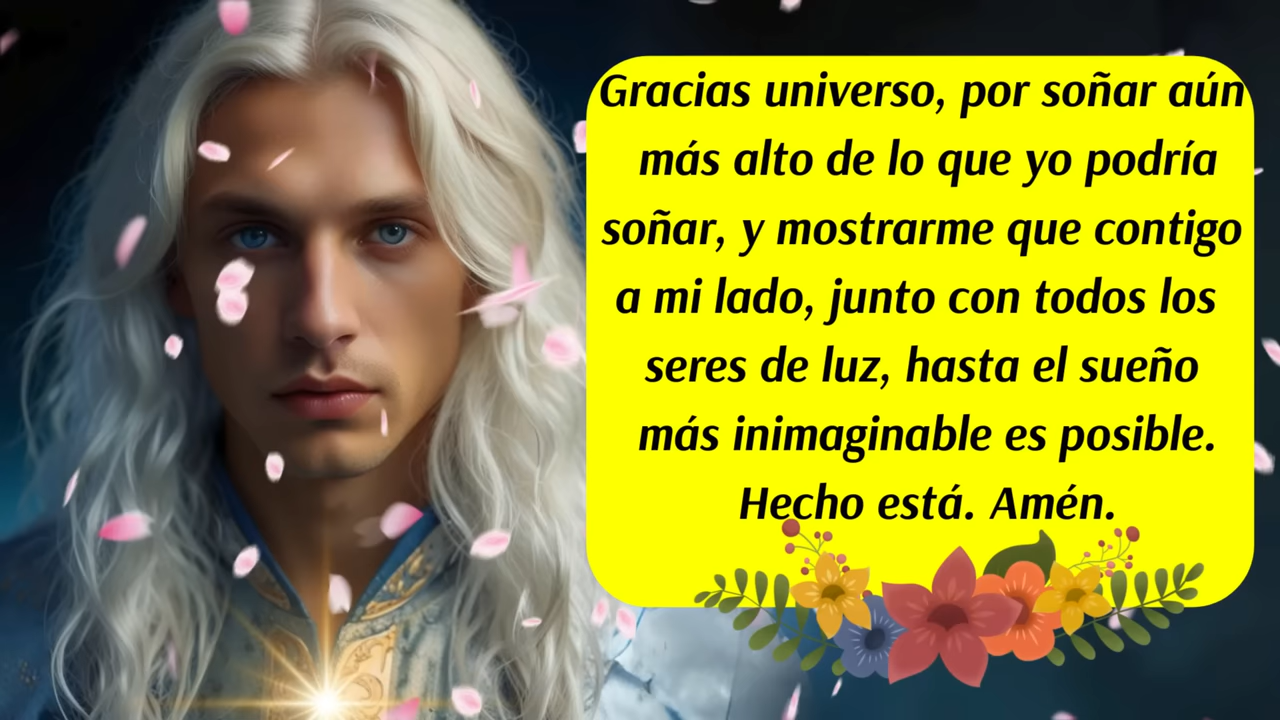 Gracias universo, por soñar aún
más alto de lo que yo podría
soñar, y mostrarme que contigo
a mi lado, junto con todos los
seres de luz, hasta el sueño
más inimaginable es posible.
Hecho está. Amén.